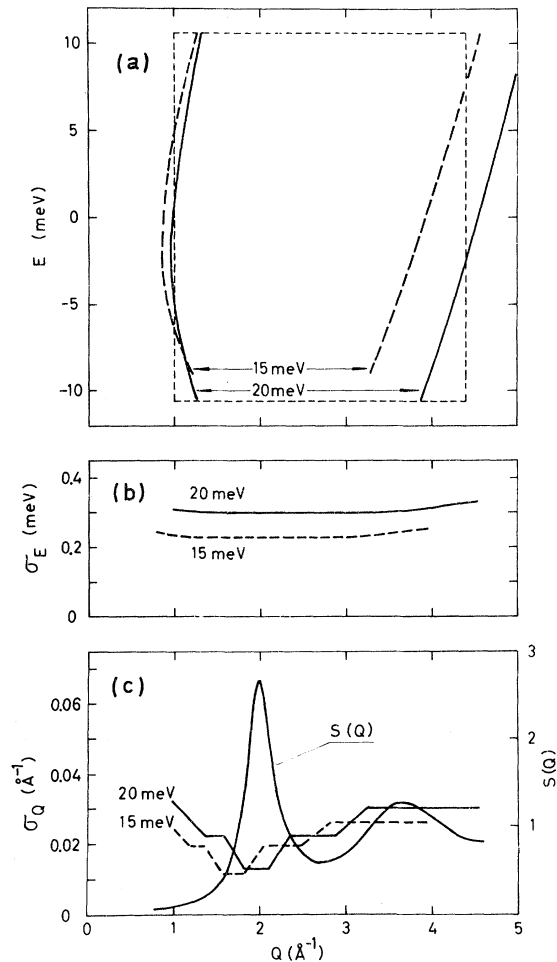 10
(a)
5
0
E (meV)
-5
15 meV
20 meV
-10
0,4
(b)
20 meV
σE (meV)
0.2
15 meV
0
3
(c)
0.06
S(Q)
2
0.04
σQ (Å⁻¹)
S(Q)
20 meV
15 meV
1
0.02
0
0
0 1 2 3 4 5
Q (Å⁻¹)